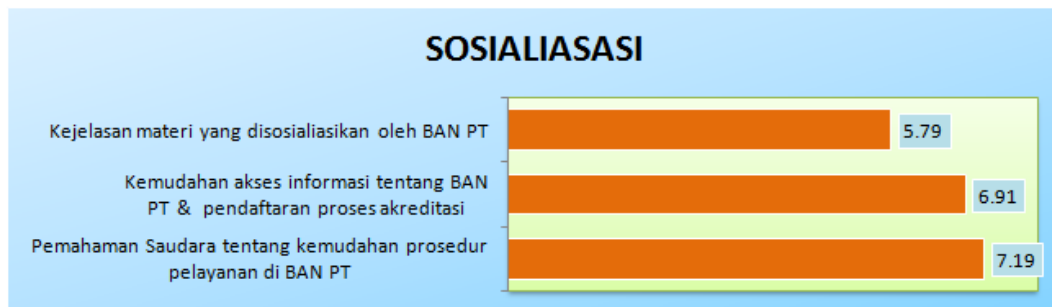 SOSIALIASASI
Kejelasan materi yang disosialiasikan oleh BAN PT
5.79
Kemudahan akses informasi tentang BAN
PT & pendaftaran proses akreditasi
6.91
Pemahaman Saudara tentang kemudahan prosedur
pelayanan di BAN PT
7.19